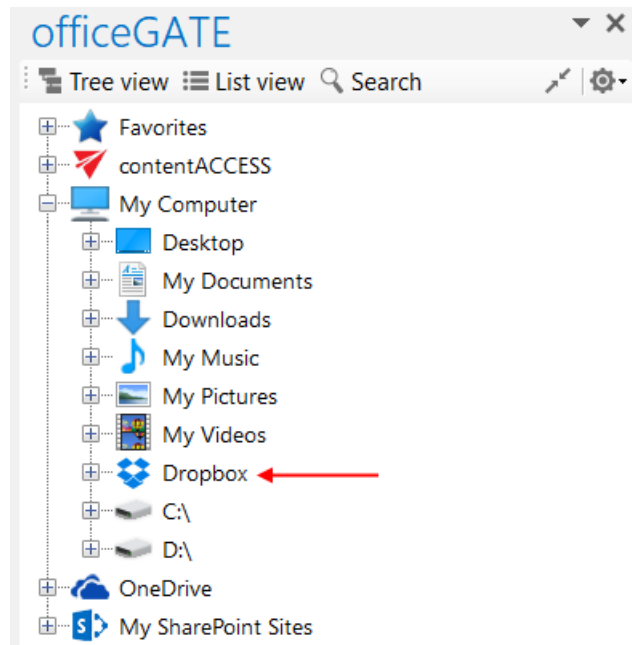 officeGATE
Tree view List view Search
Favorites
contentACCESS
My Computer
Desktop
My Documents
Downloads
My Music
My Pictures
My Videos
Dropbox
C:\
D:\
OneDrive
My SharePoint Sites